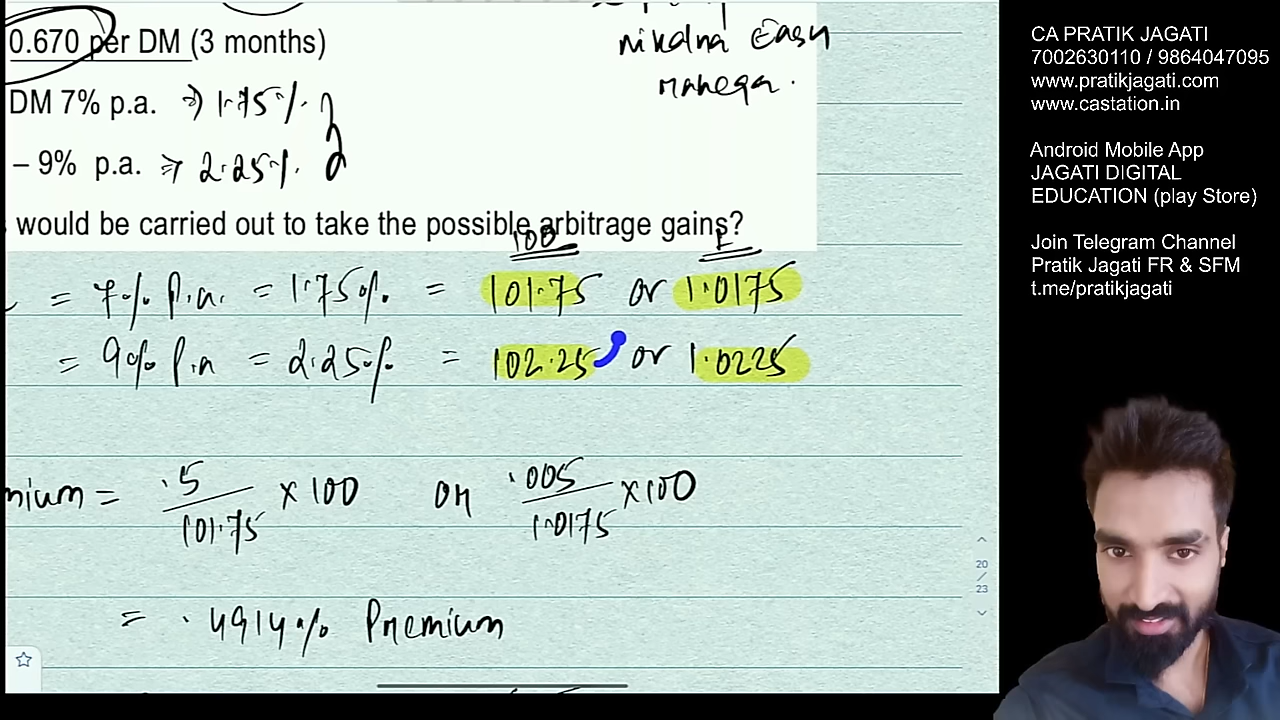 0.670 per DM (3 months)
nikalna easy
rahega.
DM 7% p.a. ⇒ 1.75%.
– 9% p.a. ⇒ 2.25%.
would be carried out to take the possible arbitrage gains?
100 1
= 7% P.a. = 1.75%. = 101.75 or 1.0175
= 9% P.a = 2.25% = 102.25 or 1.0225
mium = .5/101.75 × 100 or .005/1.0175 × 100
= .4914% Premium
20
/
23
CA PRATIK JAGATI
7002630110 / 9864047095
www.pratikjagati.com
www.castation.in
Android Mobile App
JAGATI DIGITAL
EDUCATION (play Store)
Join Telegram Channel
Pratik Jagati FR & SFM
t.me/pratikjagati